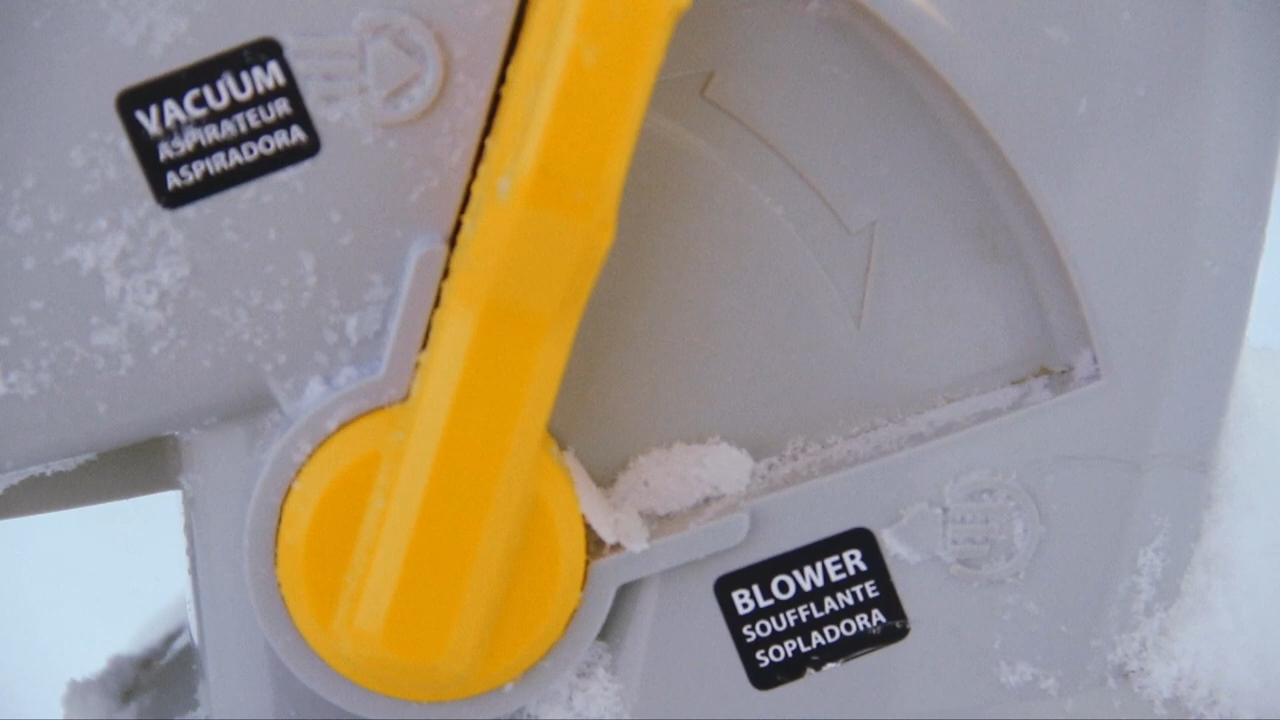 VACUUM
ASPIRATEUR
ASPIRADORA
BLOWER
SOUFFLANTE
SOPLADORA